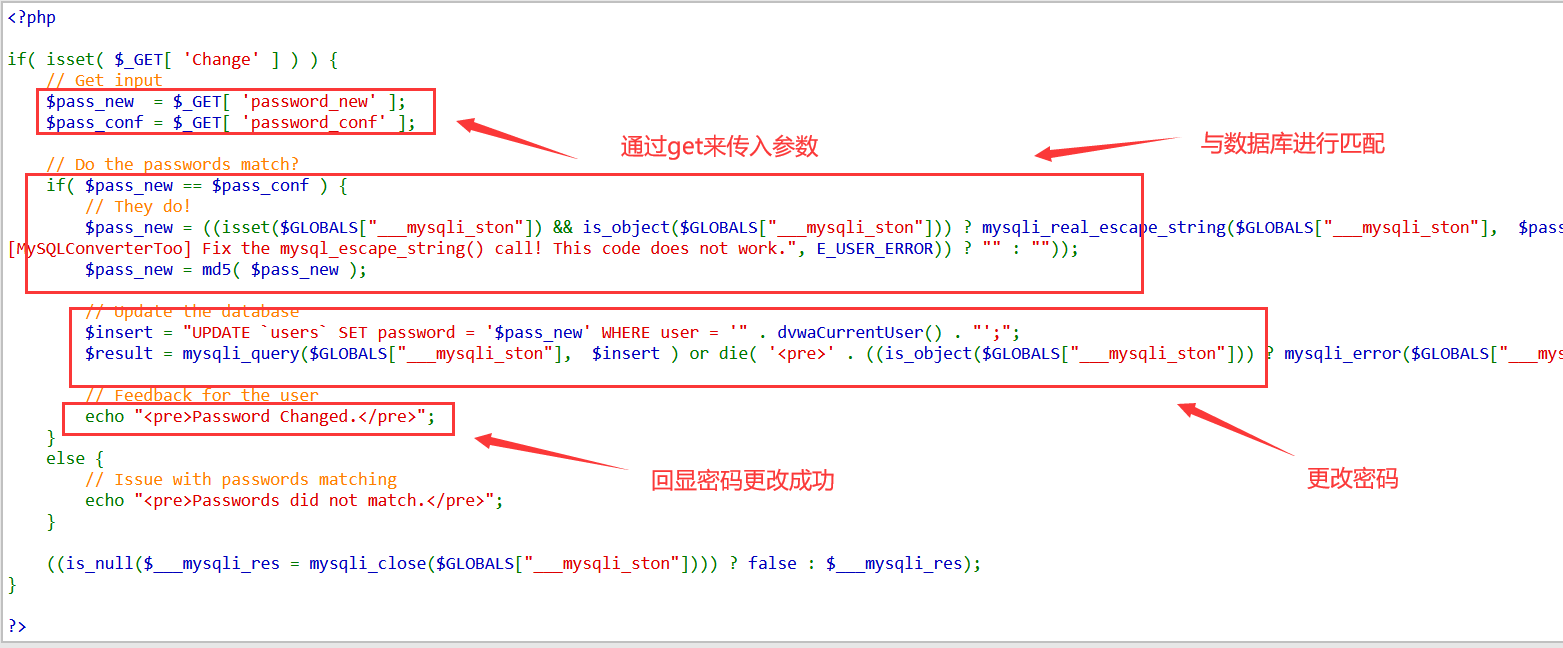 <?php
if( isset( $_GET[ 'Change' ] ) ) {
// Get input
$pass_new  = $_GET[ 'password_new' ];
$pass_conf = $_GET[ 'password_conf' ];
通过get来传入参数
与数据库进行匹配
// Do the passwords match?
if( $pass_new == $pass_conf ) {
// They do!
$pass_new = ((isset($GLOBALS["___mysqli_ston"]) && is_object($GLOBALS["___mysqli_ston"])) ? mysqli_real_escape_string($GLOBALS["___mysqli_ston"],  $pass
[MySQLConverterToo] Fix the mysql_escape_string() call! This code does not work.", E_USER_ERROR)) ? "" : ""));
$pass_new = md5( $pass_new );
// Update the database
$insert = "UPDATE `users` SET password = '$pass_new' WHERE user = '" . dvwaCurrentUser() . "';";
$result = mysqli_query($GLOBALS["___mysqli_ston"],  $insert ) or die( '<pre>' . ((is_object($GLOBALS["___mysqli_ston"])) ? mysqli_error($GLOBALS["___mys
// Feedback for the user
echo "<pre>Password Changed.</pre>";
}
else {
回显密码更改成功
更改密码
// Issue with passwords matching
echo "<pre>Passwords did not match.</pre>";
}
((is_null($___mysqli_res = mysqli_close($GLOBALS["___mysqli_ston"]))) ? false : $___mysqli_res);
}
?>